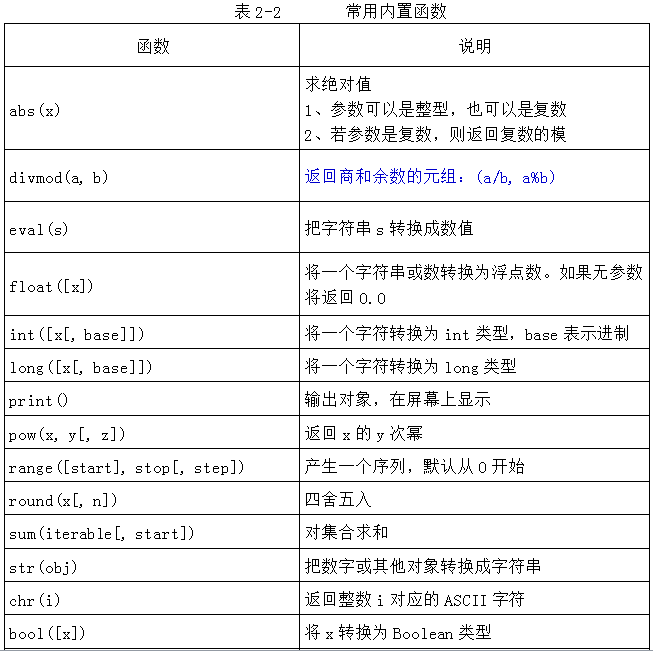 表 2-2 常用内置函数
函数 说明
abs(x) 求绝对值
1、参数可以是整型，也可以是复数
2、若参数是复数，则返回复数的模
divmod(a, b) 返回商和余数的元组：(a/b, a%b)
eval(s) 把字符串 s 转换成数值
float([x]) 将一个字符串或数转换为浮点数。如果无参数
将返回 0.0
int([x[, base]]) 将一个字符转换为 int 类型，base 表示进制
long([x[, base]]) 将一个字符转换为 long 类型
print() 输出对象，在屏幕上显示
pow(x, y[, z]) 返回 x 的 y 次幂
range([start], stop[, step]) 产生一个序列，默认从 0 开始
round(x[, n]) 四舍五入
sum(iterable[, start]) 对集合求和
str(obj) 把数字或其他对象转换成字符串
chr(i) 返回整数 i 对应的 ASCII 字符
bool([x]) 将 x 转换为 Boolean 类型